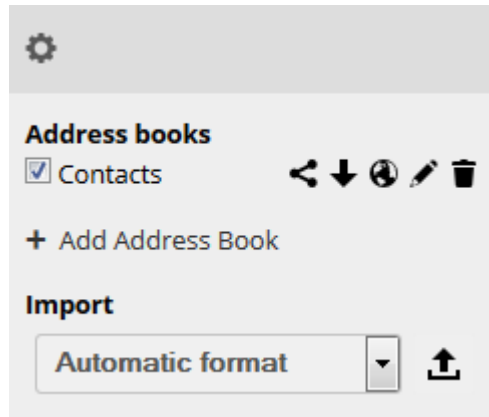 Address books
Contacts
+ Add Address Book
Import
Automatic format